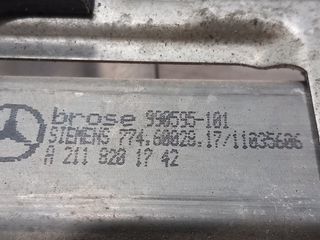 brose 990595-101
SIEMENS 774.60028.17/11035606
A 211 820 17 42